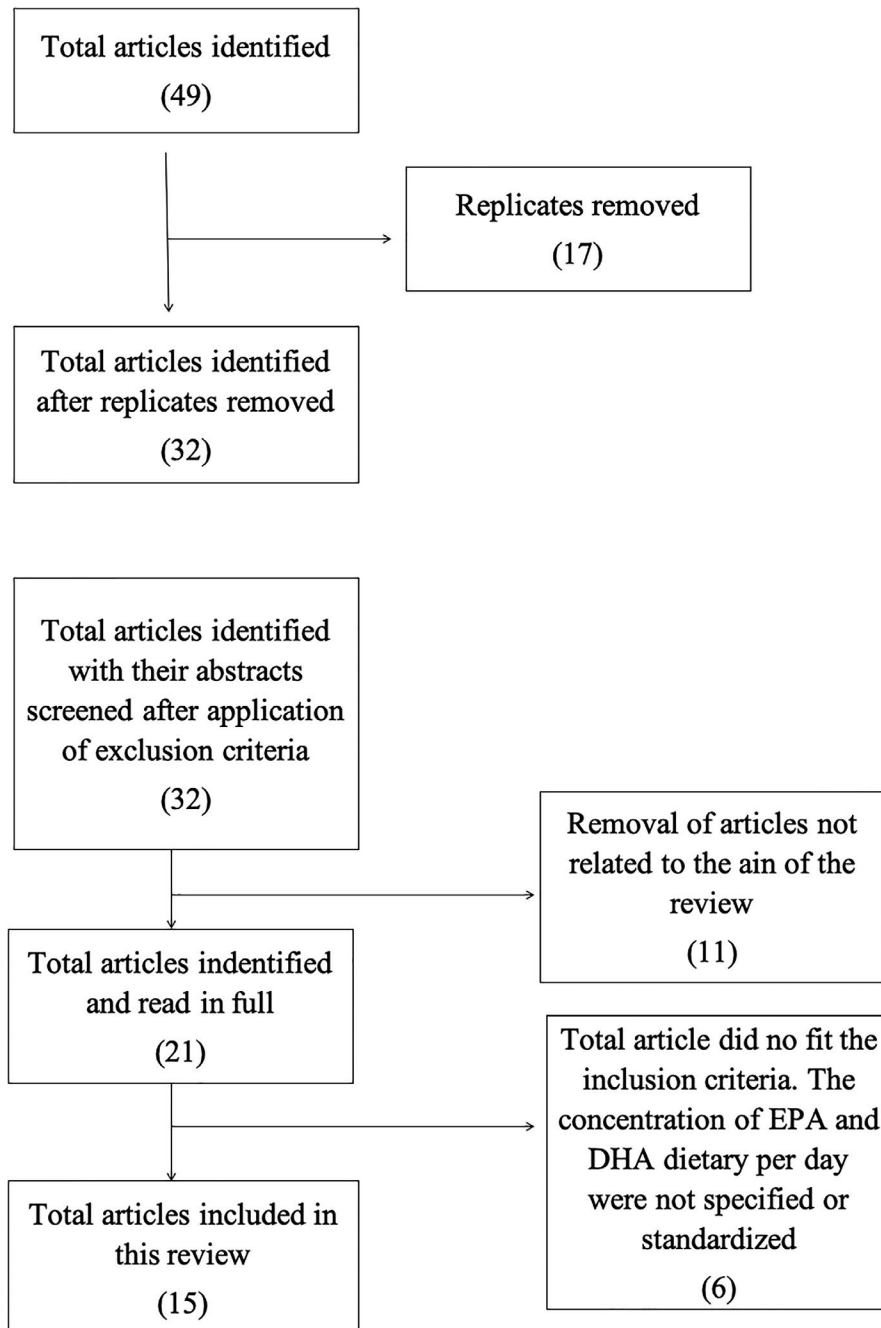 Total articles identified
(49)
Replicates removed
(17)
Total articles identified
after replicates removed
(32)
Total articles identified
with their abstracts
screened after application
of exclusion criteria
(32)
Removal of articles not
related to the ain of the
review
(11)
Total articles indentified
and read in full
(21)
Total article did no fit the
inclusion criteria. The
concentration of EPA and
DHA dietary per day
were not specified or
standardized
(6)
Total articles included in
this review
(15)